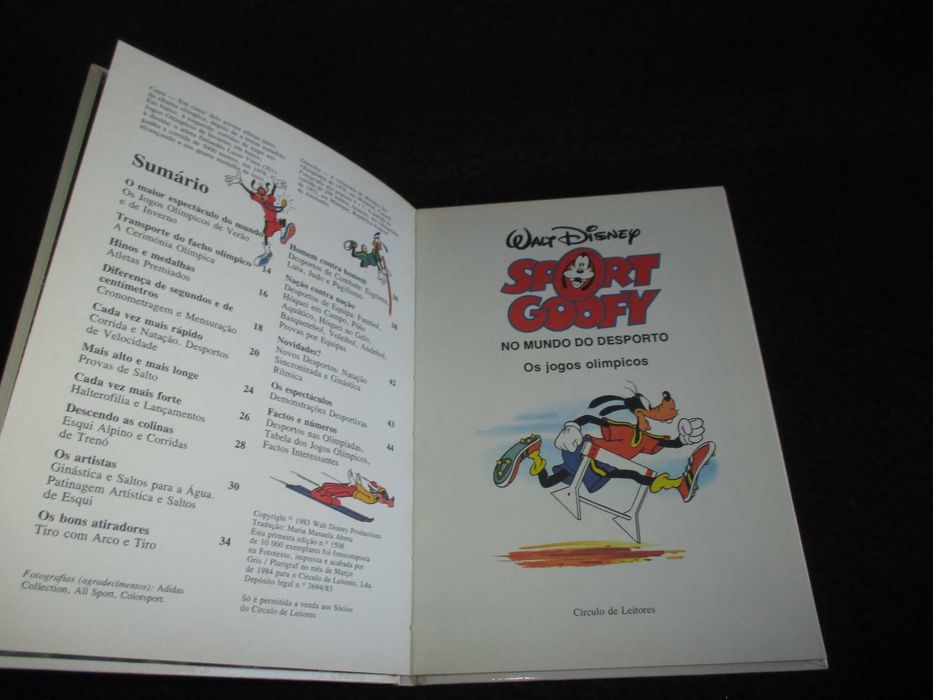 Capa — Em cima:
Sumário
O maior espectáculo do mundo
Os Jogos Olímpicos de Verão
e de Inverno
Transporte do facho olímpico 14
A Cerimónia Olímpica
Hinos e medalhas 16
Atletas Premiados
Diferença de segundos e de
centímetros
Cronometragem e Mensuração 18
Cada vez mais rápido
Corrida e Natação. Desportos 20
de Velocidade
Mais alto e mais longe
Provas de Salto 24
Cada vez mais forte
Halterofilia e Lançamentos 26
Descendo as colinas
Esqui Alpino e Corridas 28
de Trenó
Os artistas
Ginástica e Saltos para a Água. 30
Patinagem Artística e Saltos
de Esqui
Os bons atiradores
Tiro com Arco e Tiro 34
Fotografias (agradecimentos): Adidas
Collection, All Sport, Colorsport.
Homem contra homem
Desportos de Combate: Esgrima,
Luta, Judo e Pugilismo 36
Nação contra nação
Desportos de Equipa: Futebol,
Hóquei em Campo, Pólo 38
Aquático, Hóquei no Gelo,
Basquetebol, Voleibol, Andebol,
Provas por Equipas
Novidades?
Novos Desportos: Natação 42
Sincronizada e Ginástica
Rítmica
Os espectáculos
Demonstrações Desportivas 43
Factos e números
Desportos nas Olimpíadas, 44
Tabela dos Jogos Olímpicos,
Factos Interessantes
Copyright © 1983 Walt Disney Productions
Tradução: Maria Manuela Abreu
Esta primeira edição n.º 1508
de 10 000 exemplares foi fotocomposta
na Fototexto, impressa e acabada por
Gris / Plurigraf no mês de Março
de 1984 para o Círculo de Leitores, Lda.
Depósito legal n.º 3694/83
Só é permitida a venda aos Sócios
do Círculo de Leitores
WALT DISNEY
SPORT
GOOFY
NO MUNDO DO DESPORTO
Os jogos olímpicos
Círculo de Leitores